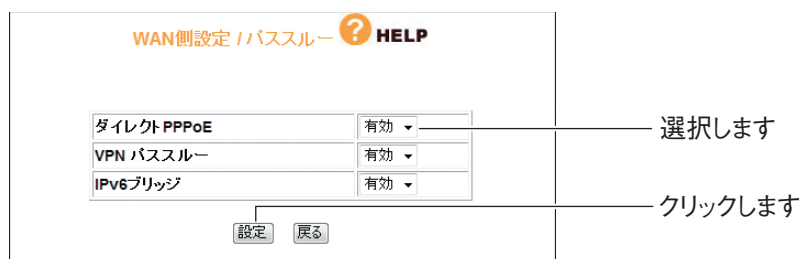 WAN側設定 / パススルー ? HELP
ダイレクトPPPoE 有効
選択します
VPN パススルー 有効
IPv6ブリッジ 有効
クリックします
設定 戻る